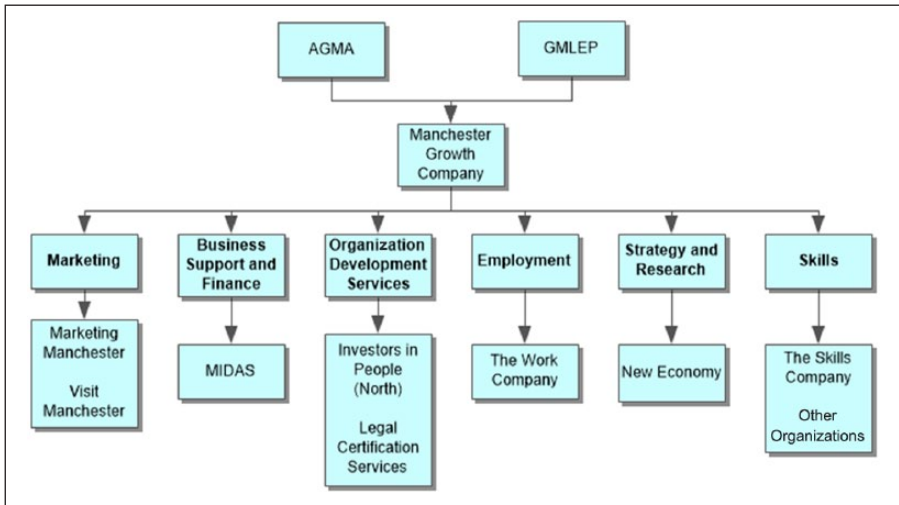 AGMA
GMLEP
Manchester
Growth
Company
Marketing
Business
Support and
Finance
Organization
Development
Services
Employment
Strategy and
Research
Skills
Marketing
Manchester
Visit
Manchester
MIDAS
Investors in
People
(North)
Legal
Certification
Services
The Work
Company
New Economy
The Skills
Company
Other
Organizations